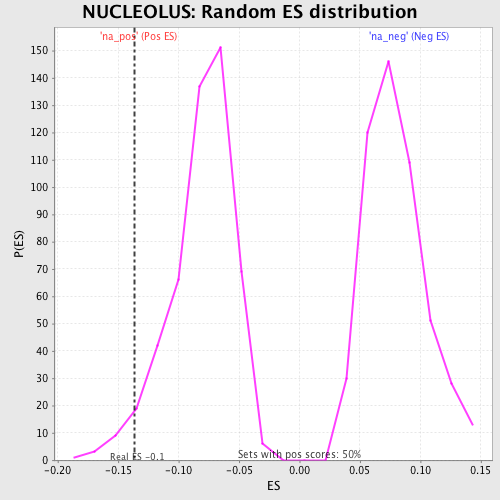 NUCLEOLUS: Random ES distribution
'na_pos' (Pos ES) 'na_neg' (Neg ES)
150
140
130
120
110
100
90
80
70
60
50
40
30
20
10
0
P(ES)
Real ES -0.1 Sets with pos scores: 50%
-0.20 -0.15 -0.10 -0.05 0.00 0.05 0.10 0.15
ES